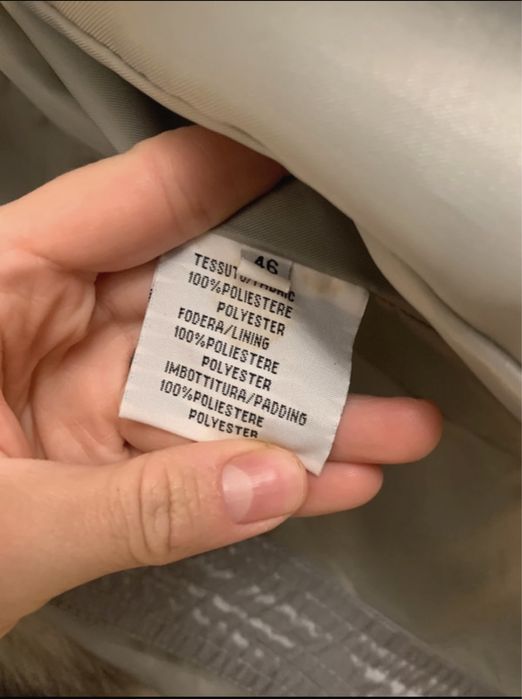 46
TESSUTO/FABRIC
100%POLIESTERE
POLYESTER
FODERA/LINING
100%POLIESTERE
POLYESTER
IMBOTTITURA/PADDING
100%POLIESTERE
POLYESTER